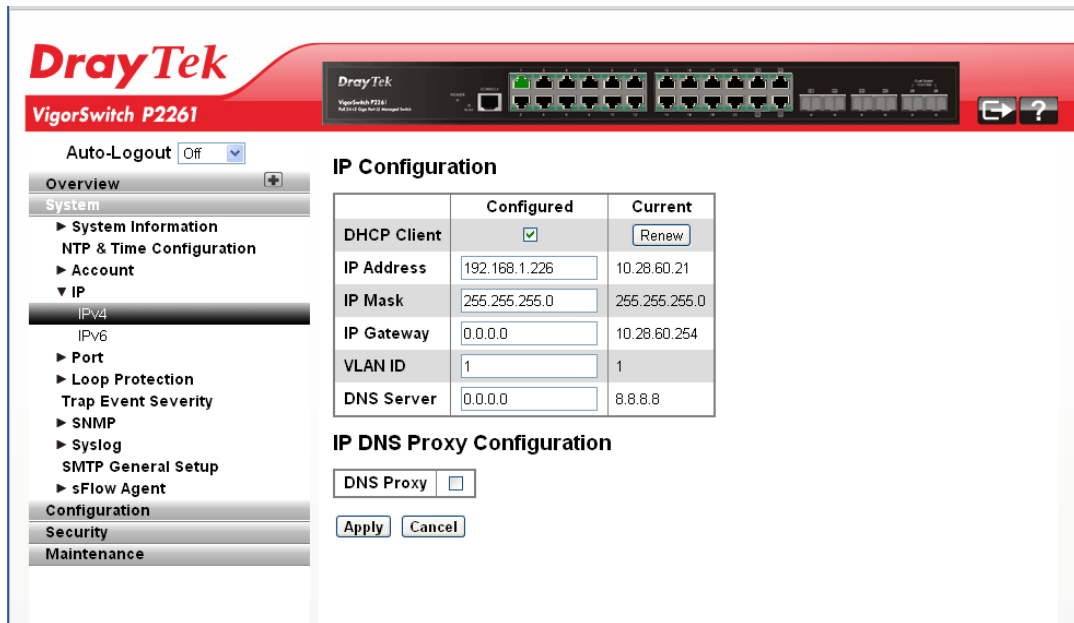 DrayTek
VigorSwitch P2261
DrayTek
VigorSwitch P2261
POWER
CONSOLE
?
Auto-Logout Off
Overview
System
System Information
NTP & Time Configuration
Account
IP
IPv4
IPv6
Port
Loop Protection
Trap Event Severity
SNMP
Syslog
SMTP General Setup
sFlow Agent
Configuration
Security
Maintenance
IP Configuration
Configured Current
DHCP Client Renew
IP Address 192.168.1.226 10.28.60.21
IP Mask 255.255.255.0 255.255.255.0
IP Gateway 0.0.0.0 10.28.60.254
VLAN ID 1 1
DNS Server 0.0.0.0 8.8.8.8
IP DNS Proxy Configuration
DNS Proxy
Apply Cancel